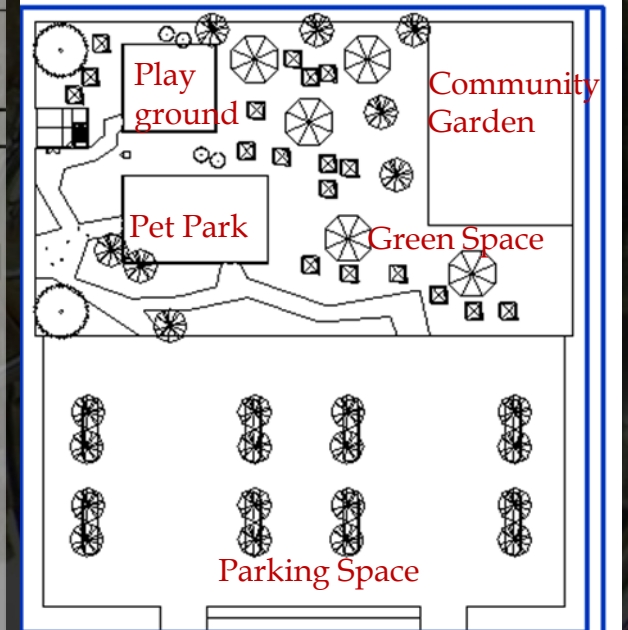 Play
ground
Community
Garden
Pet Park
Green Space
Parking Space